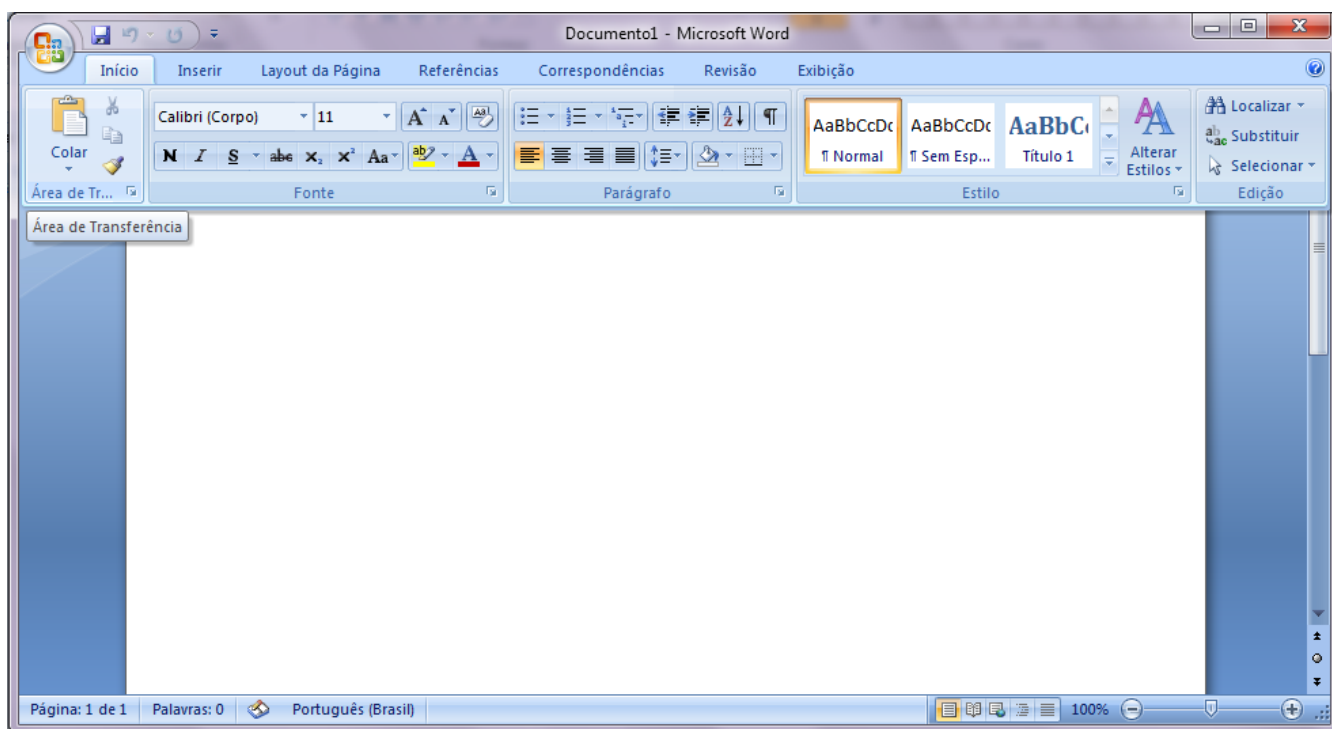 Documento1 - Microsoft Word
Início Inserir Layout da Página Referências Correspondências Revisão Exibição
Calibri (Corpo) 11 A A Aa
AaBbCcDc AaBbCcDc AaBbC
Localizar
Substituir
Selecionar
Colar
N I S abc x₂ x² Aa ab A
¶ Normal ¶ Sem Esp... Título 1
Alterar
Estilos
Área de Tr... Fonte Parágrafo Estilo Edição
Área de Transferência
Página: 1 de 1 Palavras: 0 Português (Brasil) 100%